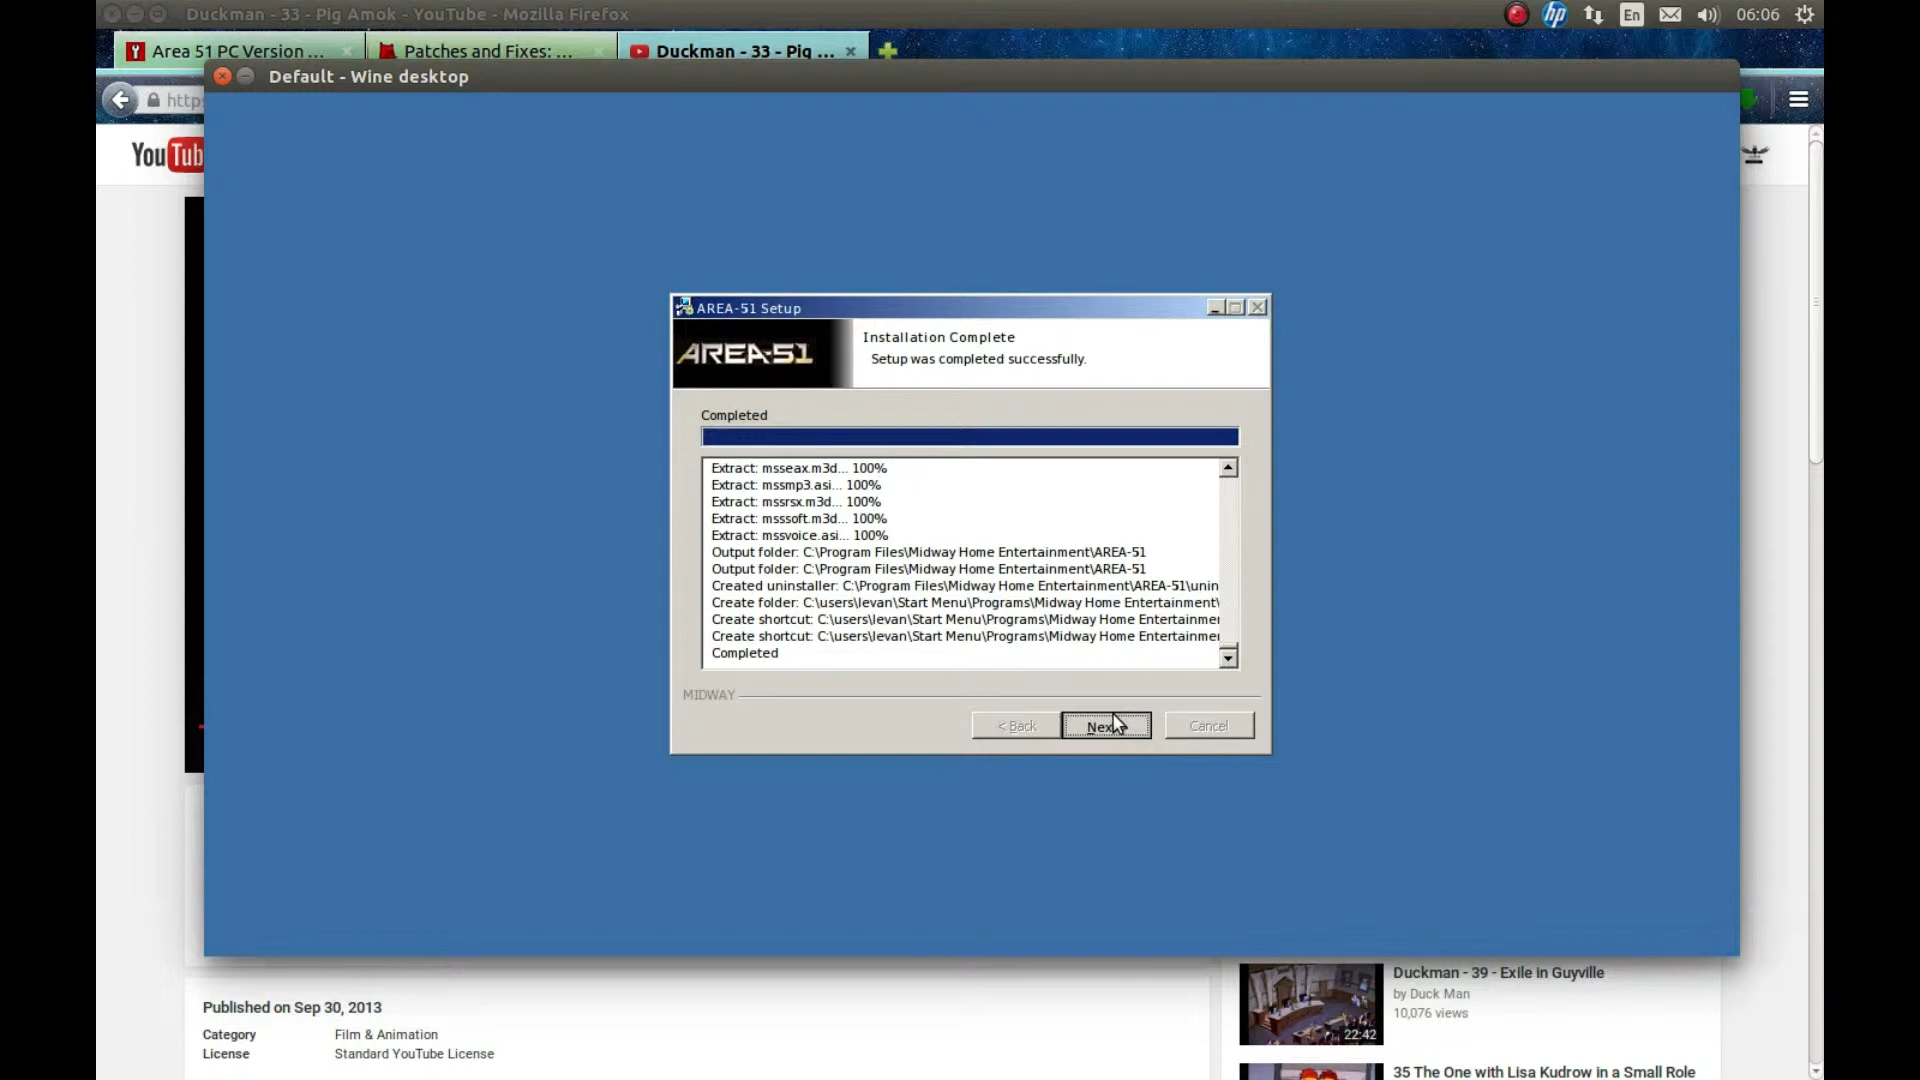 Duckman - 33 - Pig Amok - YouTube - Mozilla Firefox
hp
En
06:06
Area 51 PC Version ...
Patches and Fixes: ...
Duckman - 33 - Pig ...
Default - Wine desktop
https
YouTub
AREA-51 Setup
AREA-51
Installation Complete
Setup was completed successfully.
Completed
Extract: msseax.m3d... 100%
Extract: mssmp3.asi... 100%
Extract: mssrsx.m3d... 100%
Extract: msssoft.m3d... 100%
Extract: mssvoice.asi... 100%
Output folder: C:\Program Files\Midway Home Entertainment\AREA-51
Output folder: C:\Program Files\Midway Home Entertainment\AREA-51
Created uninstaller: C:\Program Files\Midway Home Entertainment\AREA-51\unin
Create folder: C:\users\levan\Start Menu\Programs\Midway Home Entertainment\
Create shortcut: C:\users\levan\Start Menu\Programs\Midway Home Entertainmer
Create shortcut: C:\users\levan\Start Menu\Programs\Midway Home Entertainmer
Completed
MIDWAY
< Back
Next
Cancel
Published on Sep 30, 2013
Category Film & Animation
License Standard YouTube License
22:42
Duckman - 39 - Exile in Guyville
by Duck Man
10,076 views
35 The One with Lisa Kudrow in a Small Role